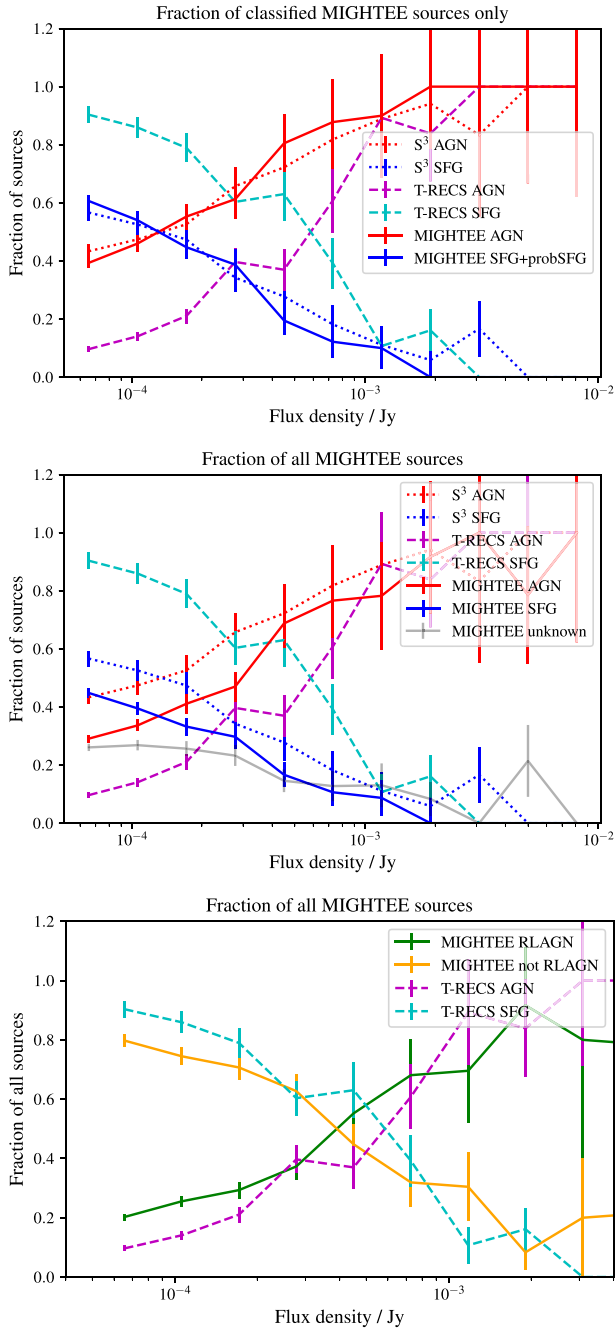 Fraction of classified MIGHTEE sources only
1.2
1.0
0.8
0.6
0.4
0.2
0.0
Fraction of sources
S³ AGN
S³ SFG
T-RECS AGN
T-RECS SFG
MIGHTEE AGN
MIGHTEE SFG+probSFG
10⁻⁴
10⁻³
10⁻²
Flux density / Jy
Fraction of all MIGHTEE sources
1.2
1.0
0.8
0.6
0.4
0.2
0.0
Fraction of sources
S³ AGN
S³ SFG
T-RECS AGN
T-RECS SFG
MIGHTEE AGN
MIGHTEE SFG
MIGHTEE unknown
10⁻⁴
10⁻³
10⁻²
Flux density / Jy
Fraction of all MIGHTEE sources
1.2
1.0
0.8
0.6
0.4
0.2
0.0
Fraction of all sources
MIGHTEE RLAGN
MIGHTEE not RLAGN
T-RECS AGN
T-RECS SFG
10⁻⁴
10⁻³
Flux density / Jy